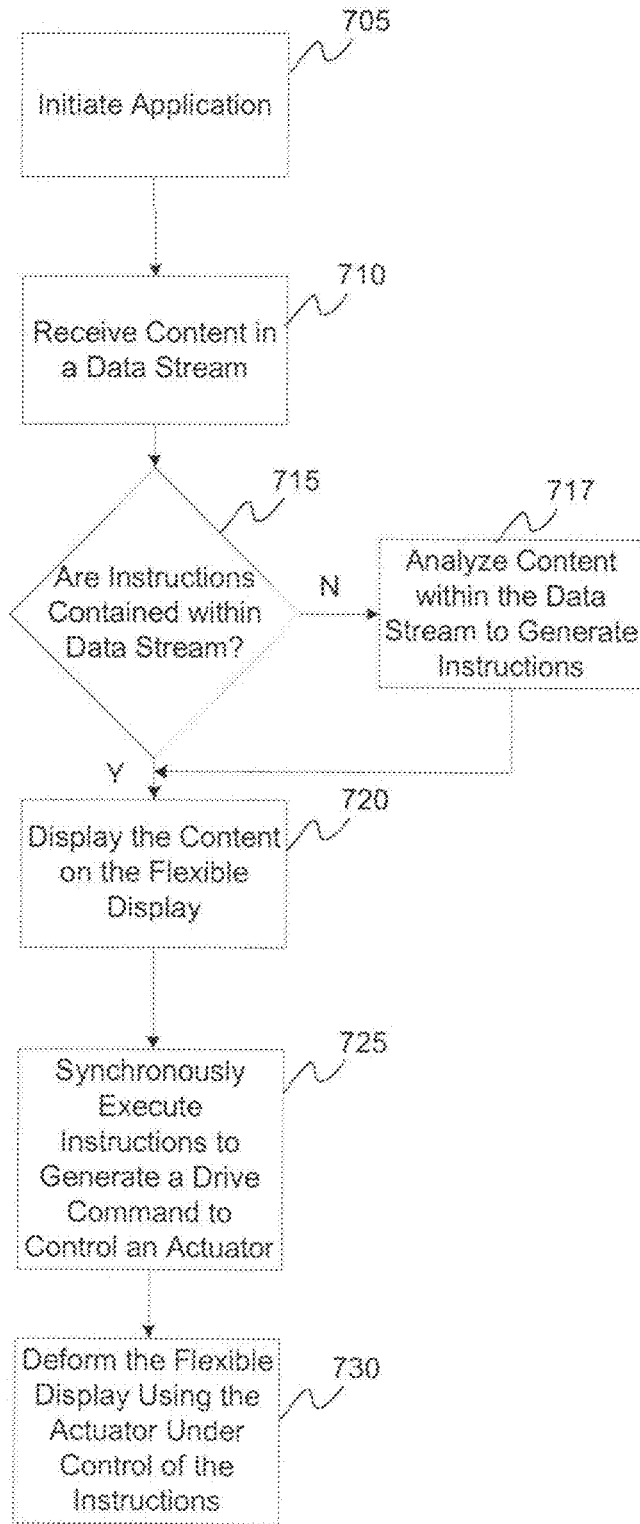 705
Initiate Application
710
Receive Content in
a Data Stream
715
Are Instructions
Contained within
Data Stream?
N
717
Analyze Content
within the Data
Stream to Generate
Instructions
Y
720
Display the Content
on the Flexible
Display
725
Synchronously
Execute
Instructions to
Generate a Drive
Command to
Control an Actuator
730
Deform the Flexible
Display Using the
Actuator Under
Control of the
Instructions